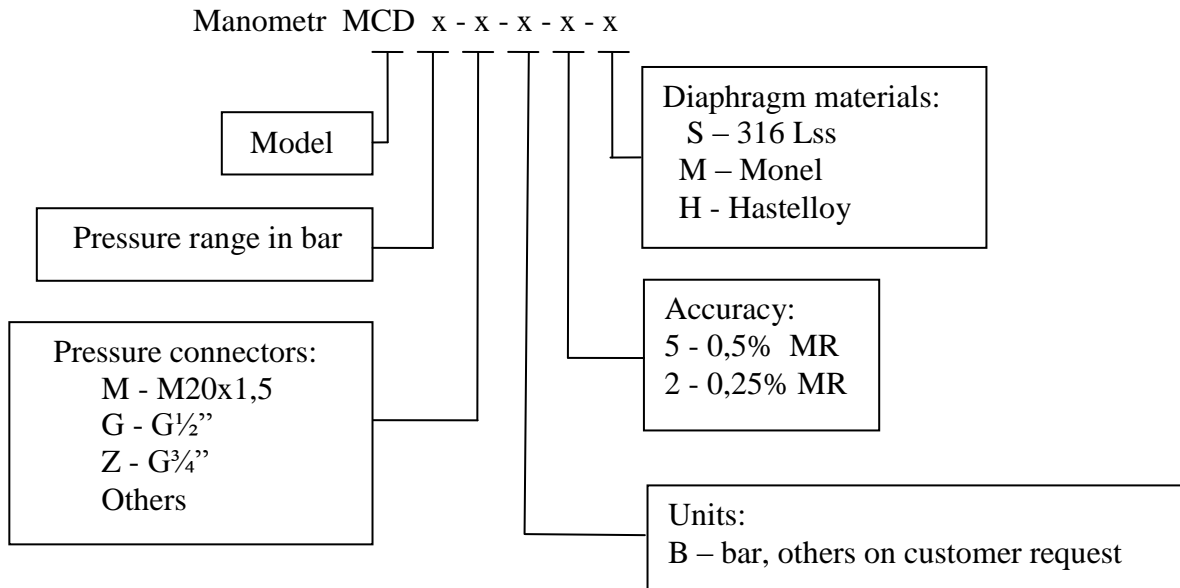 Manometr MCD x - x - x - x - x
Model
Pressure range in bar
Pressure connectors:
M - M20x1,5
G - G½”
Z - G¾”
Others
Diaphragm materials:
S – 316 Lss
M – Monel
H - Hastelloy
Accuracy:
5 - 0,5% MR
2 - 0,25% MR
Units:
B – bar, others on customer request